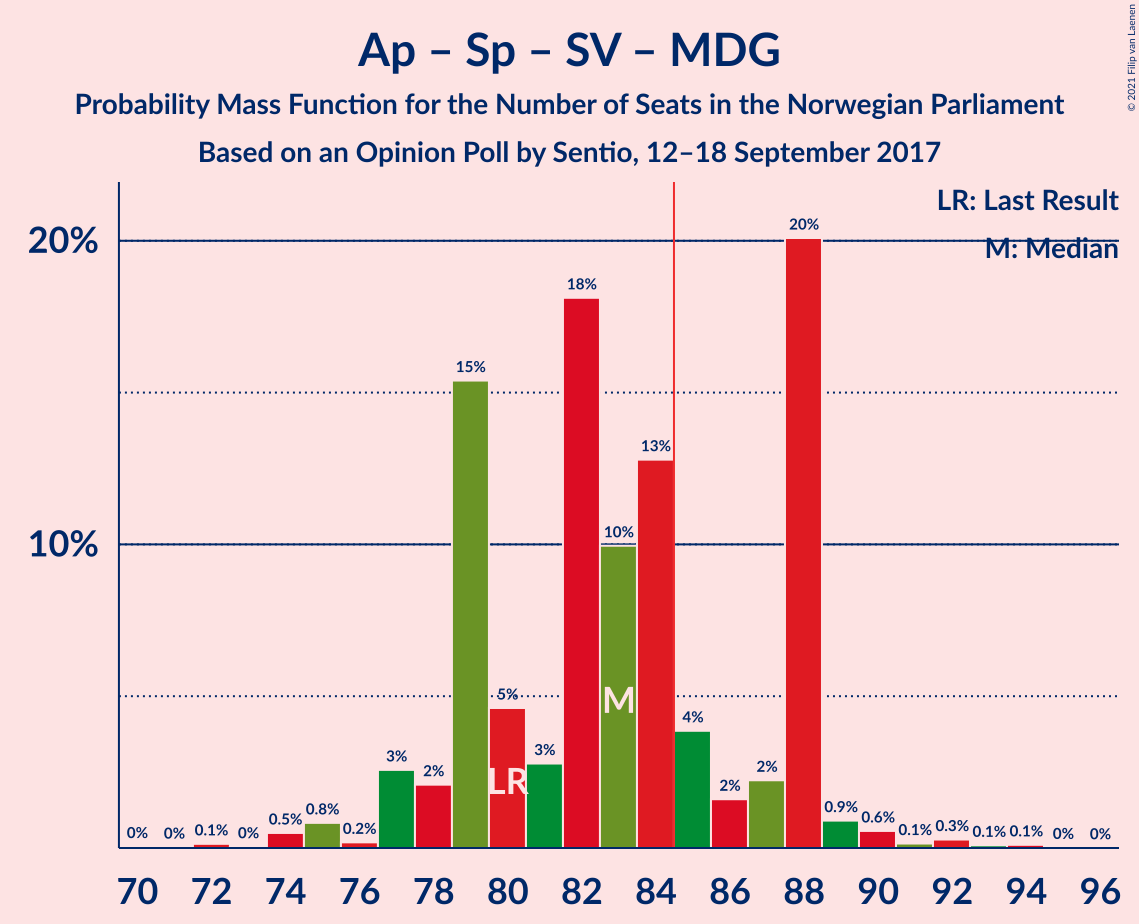 Ap – Sp – SV – MDG
Probability Mass Function for the Number of Seats in the Norwegian Parliament
Based on an Opinion Poll by Sentio, 12–18 September 2017
© 2021 Filip van Laenen
LR: Last Result
M: Median
20%
10%
0% 0% 0.1% 0% 0.5% 0.8% 0.2% 3% 2% 15% 5% 3% 18% 10% 13% 4% 2% 2% 20% 0.9% 0.6% 0.1% 0.3% 0.1% 0.1% 0% 0%
M
LR
70 72 74 76 78 80 82 84 86 88 90 92 94 96